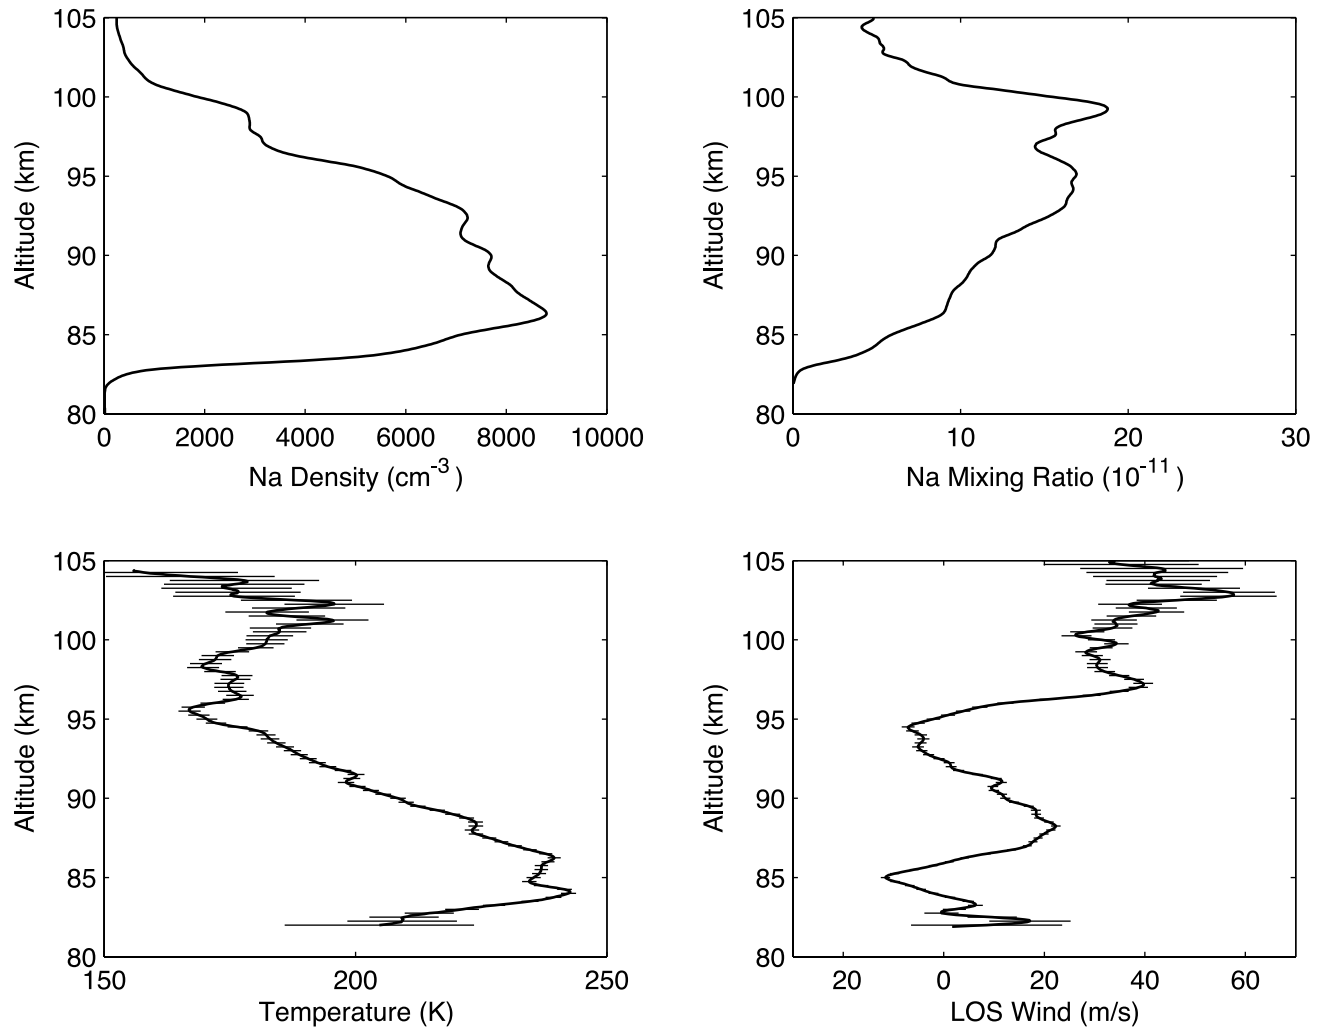 105
100
95
90
85
80
Altitude (km)
0 2000 4000 6000 8000 10000
Na Density (cm-3)
105
100
95
90
85
80
Altitude (km)
0 10 20 30
Na Mixing Ratio (10-11)
105
100
95
90
85
80
Altitude (km)
150 200 250
Temperature (K)
105
100
95
90
85
80
Altitude (km)
20 0 20 40 60
LOS Wind (m/s)